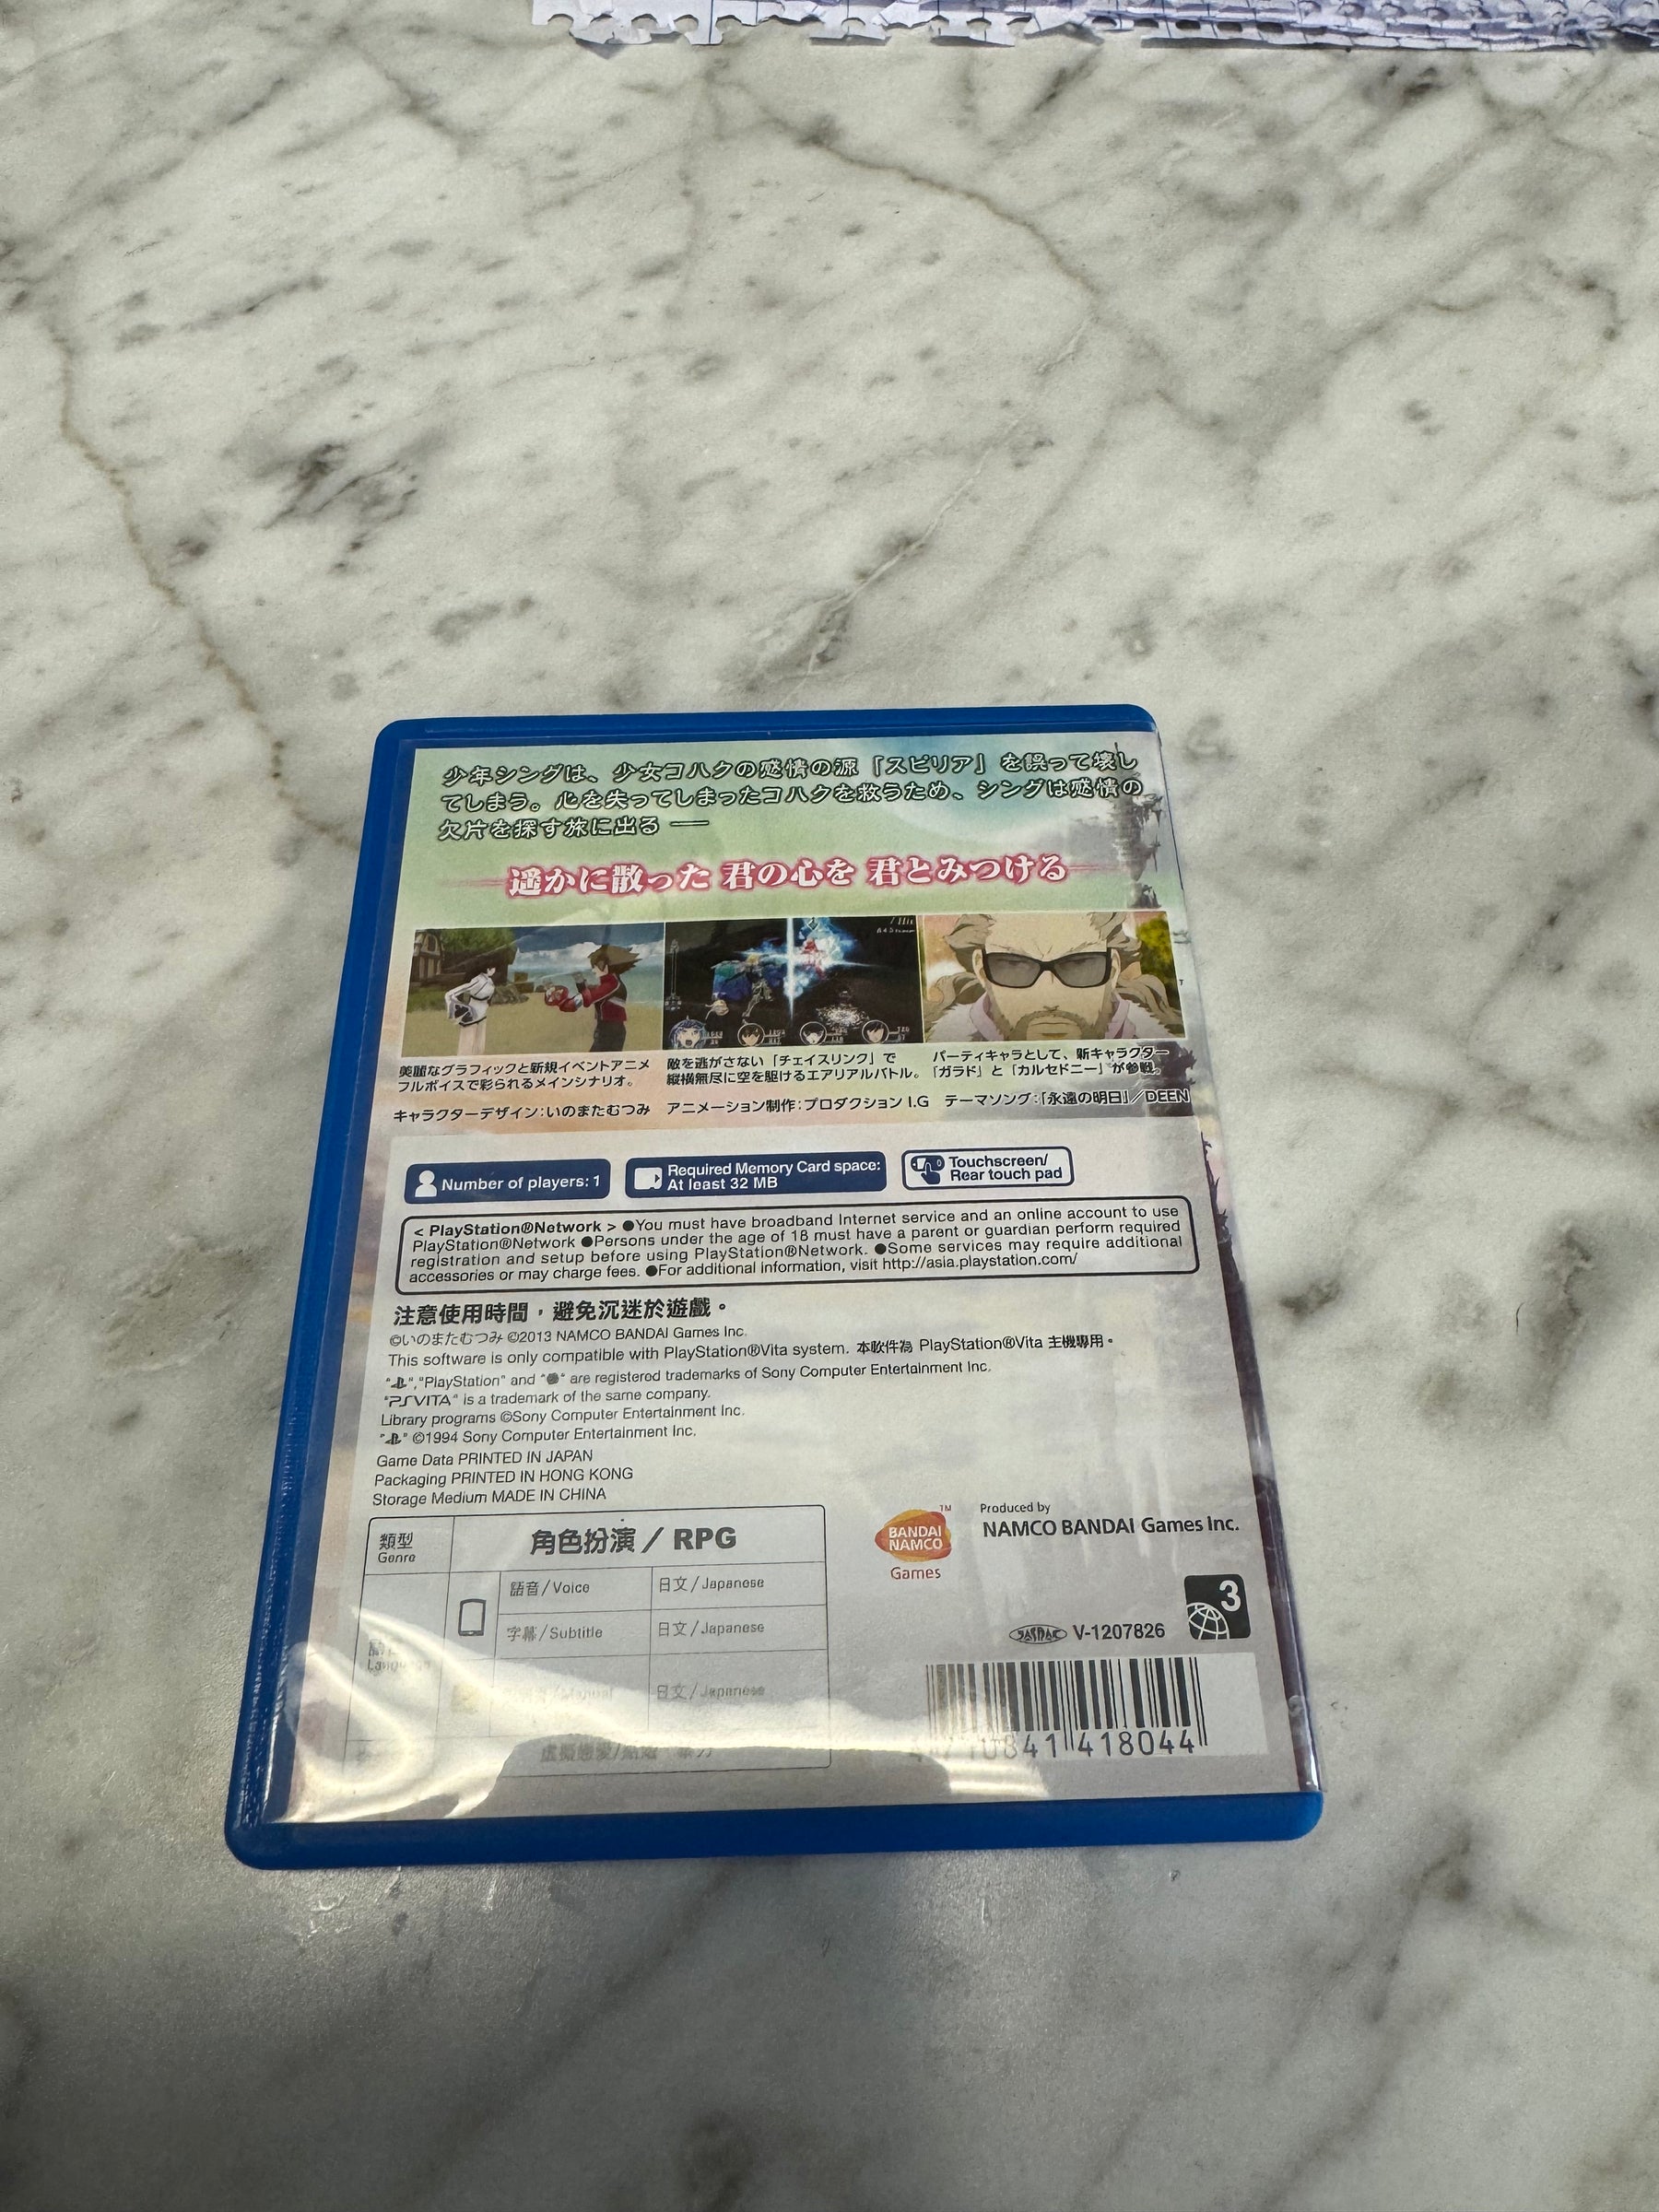 少年シングは、少女コハクの感情の源『スピリア』を誤って壊し
てしまう。心を失ってしまったコハクを救うため、シングは感情の
欠片を探す旅に出る ──
遥かに散った 君の心を 君とみつける
美麗なグラフィックと新規イベントアニメ
フルボイスで彩られるメインシナリオ。
敵を逃がさない「チェイスリンク」で
縦横無尽に空を駆けるエアリアルバトル。
パーティキャラとして、新キャラクター
『ガラド』と『カルセドニー』が参戦。
キャラクターデザイン:いのまたむつみ アニメーション制作:プロダクション I.G テーマソング:「永遠の明日」／DEEN
Number of players: 1
Required Memory Card space:
At least 32 MB
Touchscreen/
Rear touch pad
< PlayStation®Network > ●You must have broadband Internet service and an online account to use
PlayStation®Network ●Persons under the age of 18 must have a parent or guardian perform required
registration and setup before using PlayStation®Network. ●Some services may require additional
accessories or may charge fees. ●For additional information, visit http://asia.playstation.com/
注意使用時間，避免沉迷於遊戲。
©いのまたむつみ ©2013 NAMCO BANDAI Games Inc.
This software is only compatible with PlayStation®Vita system. 本軟件為 PlayStation®Vita 主機專用。
"","PlayStation" and "" are registered trademarks of Sony Computer Entertainment Inc.
"PSVITA" is a trademark of the same company.
Library programs ©Sony Computer Entertainment Inc.
"" ©1994 Sony Computer Entertainment Inc.
Game Data PRINTED IN JAPAN
Packaging PRINTED IN HONG KONG
Storage Medium MADE IN CHINA
類型
Genre
角色扮演 / RPG
Language
語音/Voice
日文/Japanese
字幕/Subtitle
日文/Japanese
/Manual
日文/Japanese
BANDAI
NAMCO
Games
TM
Produced by
NAMCO BANDAI Games Inc.
3
JASRAC V-1207826
841 418044